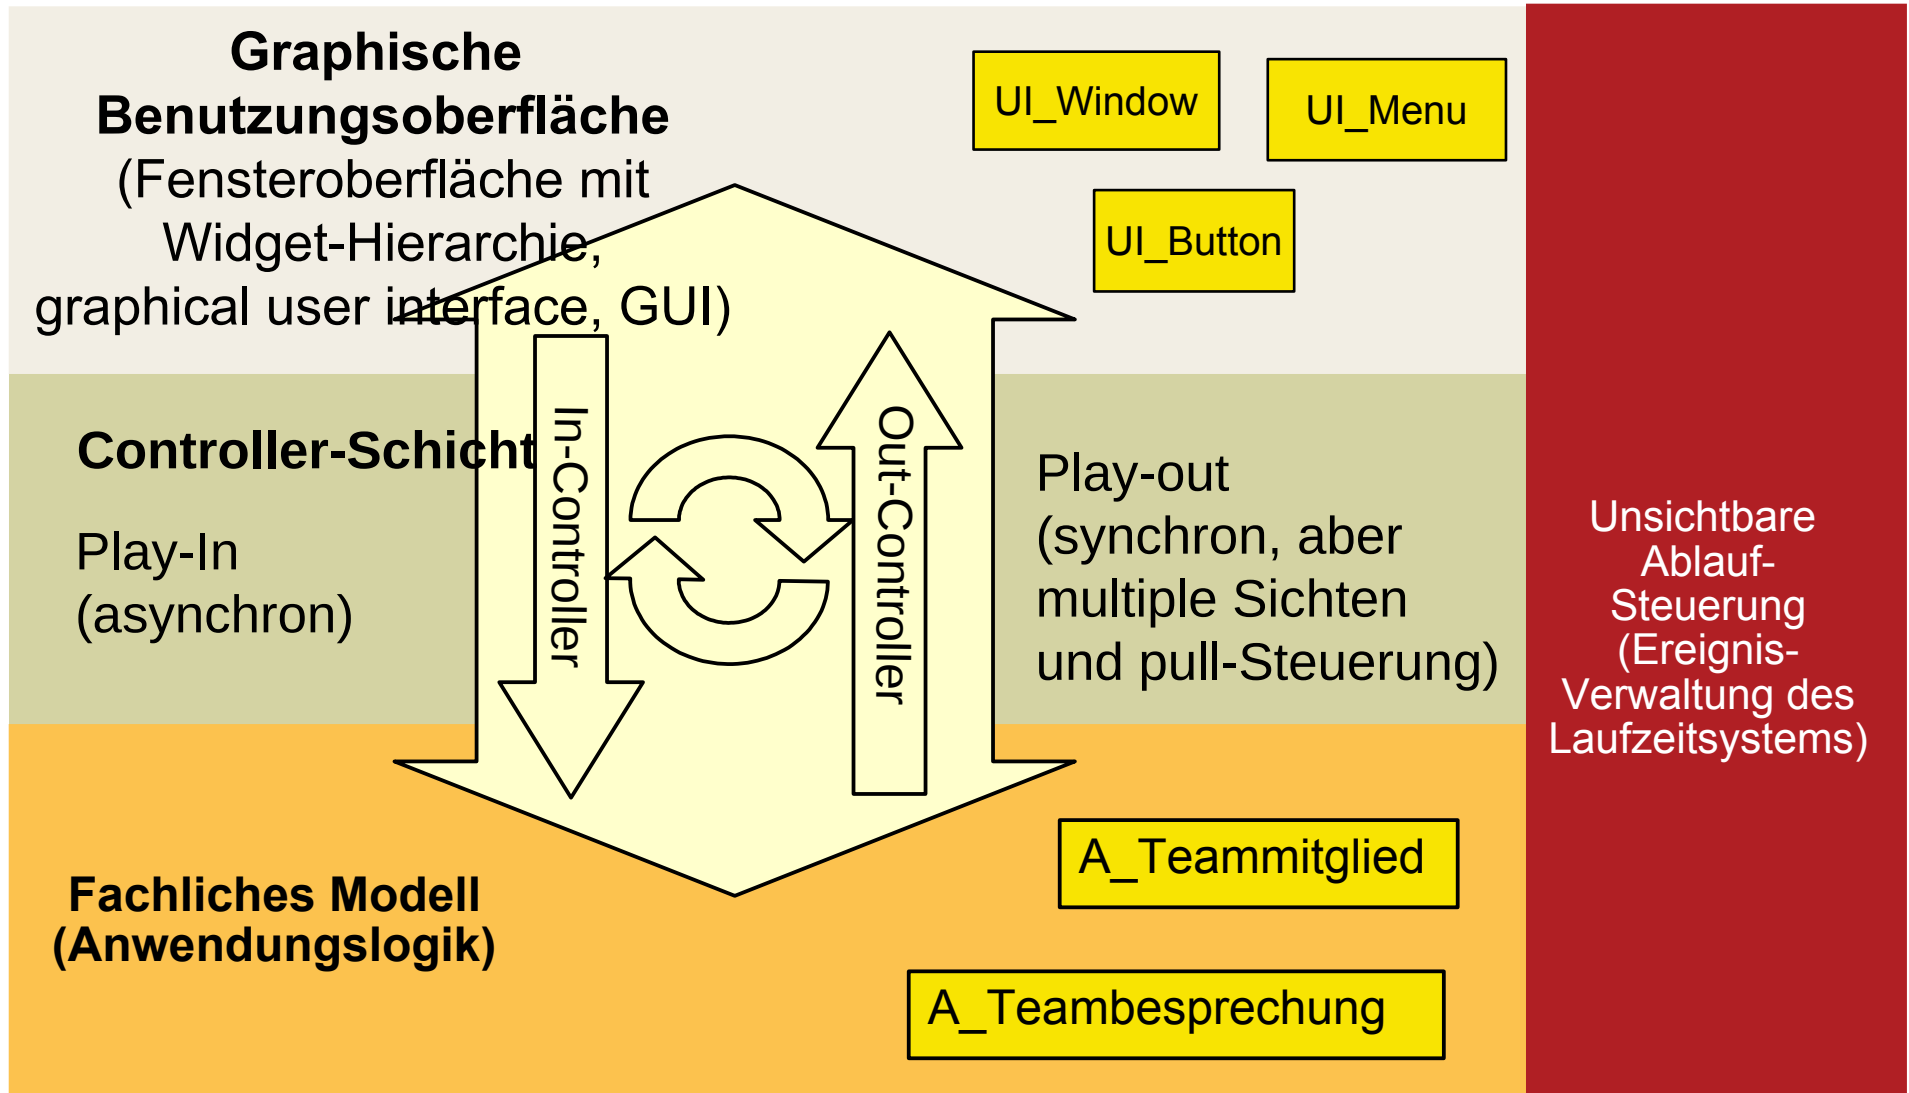 Graphische
Benutzungsoberfläche
(Fensteroberfläche mit
Widget-Hierarchie,
graphical user interface, GUI)
UI_Window
UI_Menu
UI_Button
Controller-Schicht
Play-In
(asynchron)
In-Controller
Out-Controller
Play-out
(synchron, aber
multiple Sichten
und pull-Steuerung)
Fachliches Modell
(Anwendungslogik)
A_Teammitglied
A_Teambesprechung
Unsichtbare
Ablauf-
Steuerung
(Ereignis-
Verwaltung des
Laufzeitsystems)